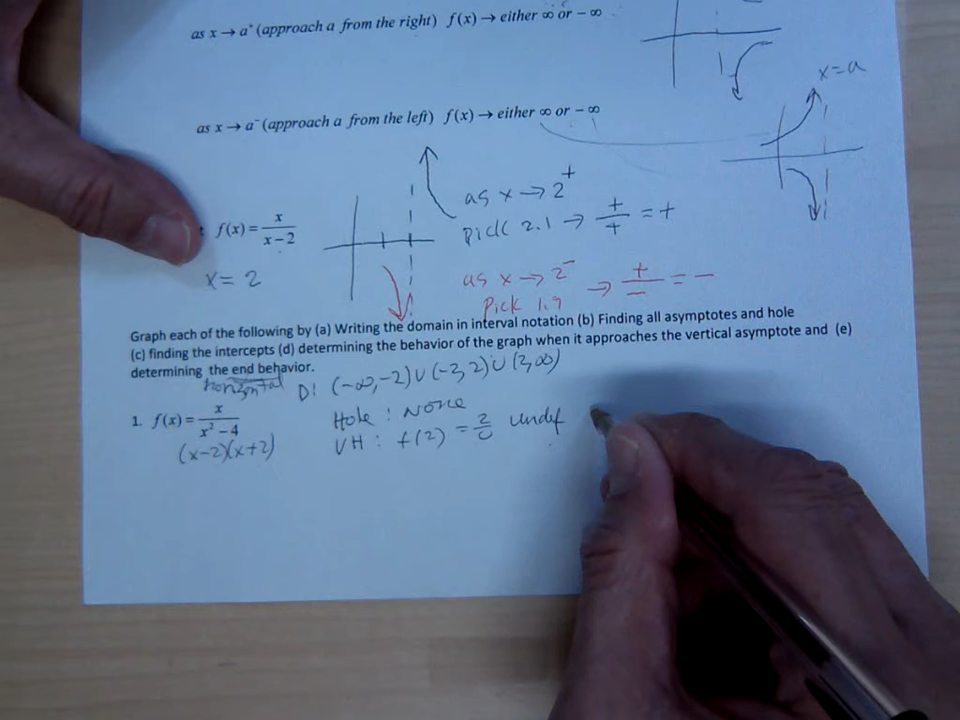 as x → a⁺ (approach a from the right) f(x) → either ∞ or − ∞
x=a
as x → a⁻ (approach a from the left) f(x) → either ∞ or − ∞
as x → 2⁺
f(x) = x/(x−2)
pick 2.1 → +/+ = +
x = 2
as x → 2⁻
Pick 1.9 → +/− = −
Graph each of the following by (a) Writing the domain in interval notation (b) Finding all asymptotes and hole
(c) finding the intercepts (d) determining the behavior of the graph when it approaches the vertical asymptote and (e)
determining the end behavior.
horizontal
D: (-∞,-2)∪(-2,2)∪(2,∞)
1. f(x) = x/(x²−4)
Hole : None
(x-2)(x+2)
VH : f(2) = 2/0 undef